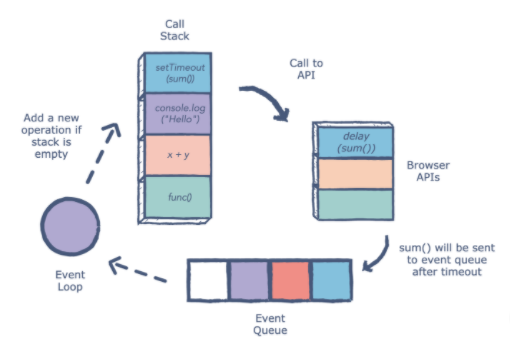 Call
Stack
setTimeout
(sum())
console.log
("Hello")
x + y
func()
Call to
API
Add a new
operation if
stack is
empty
delay
(sum())
Browser
APIs
Event
Loop
sum() will be sent
to event queue
after timeout
Event
Queue